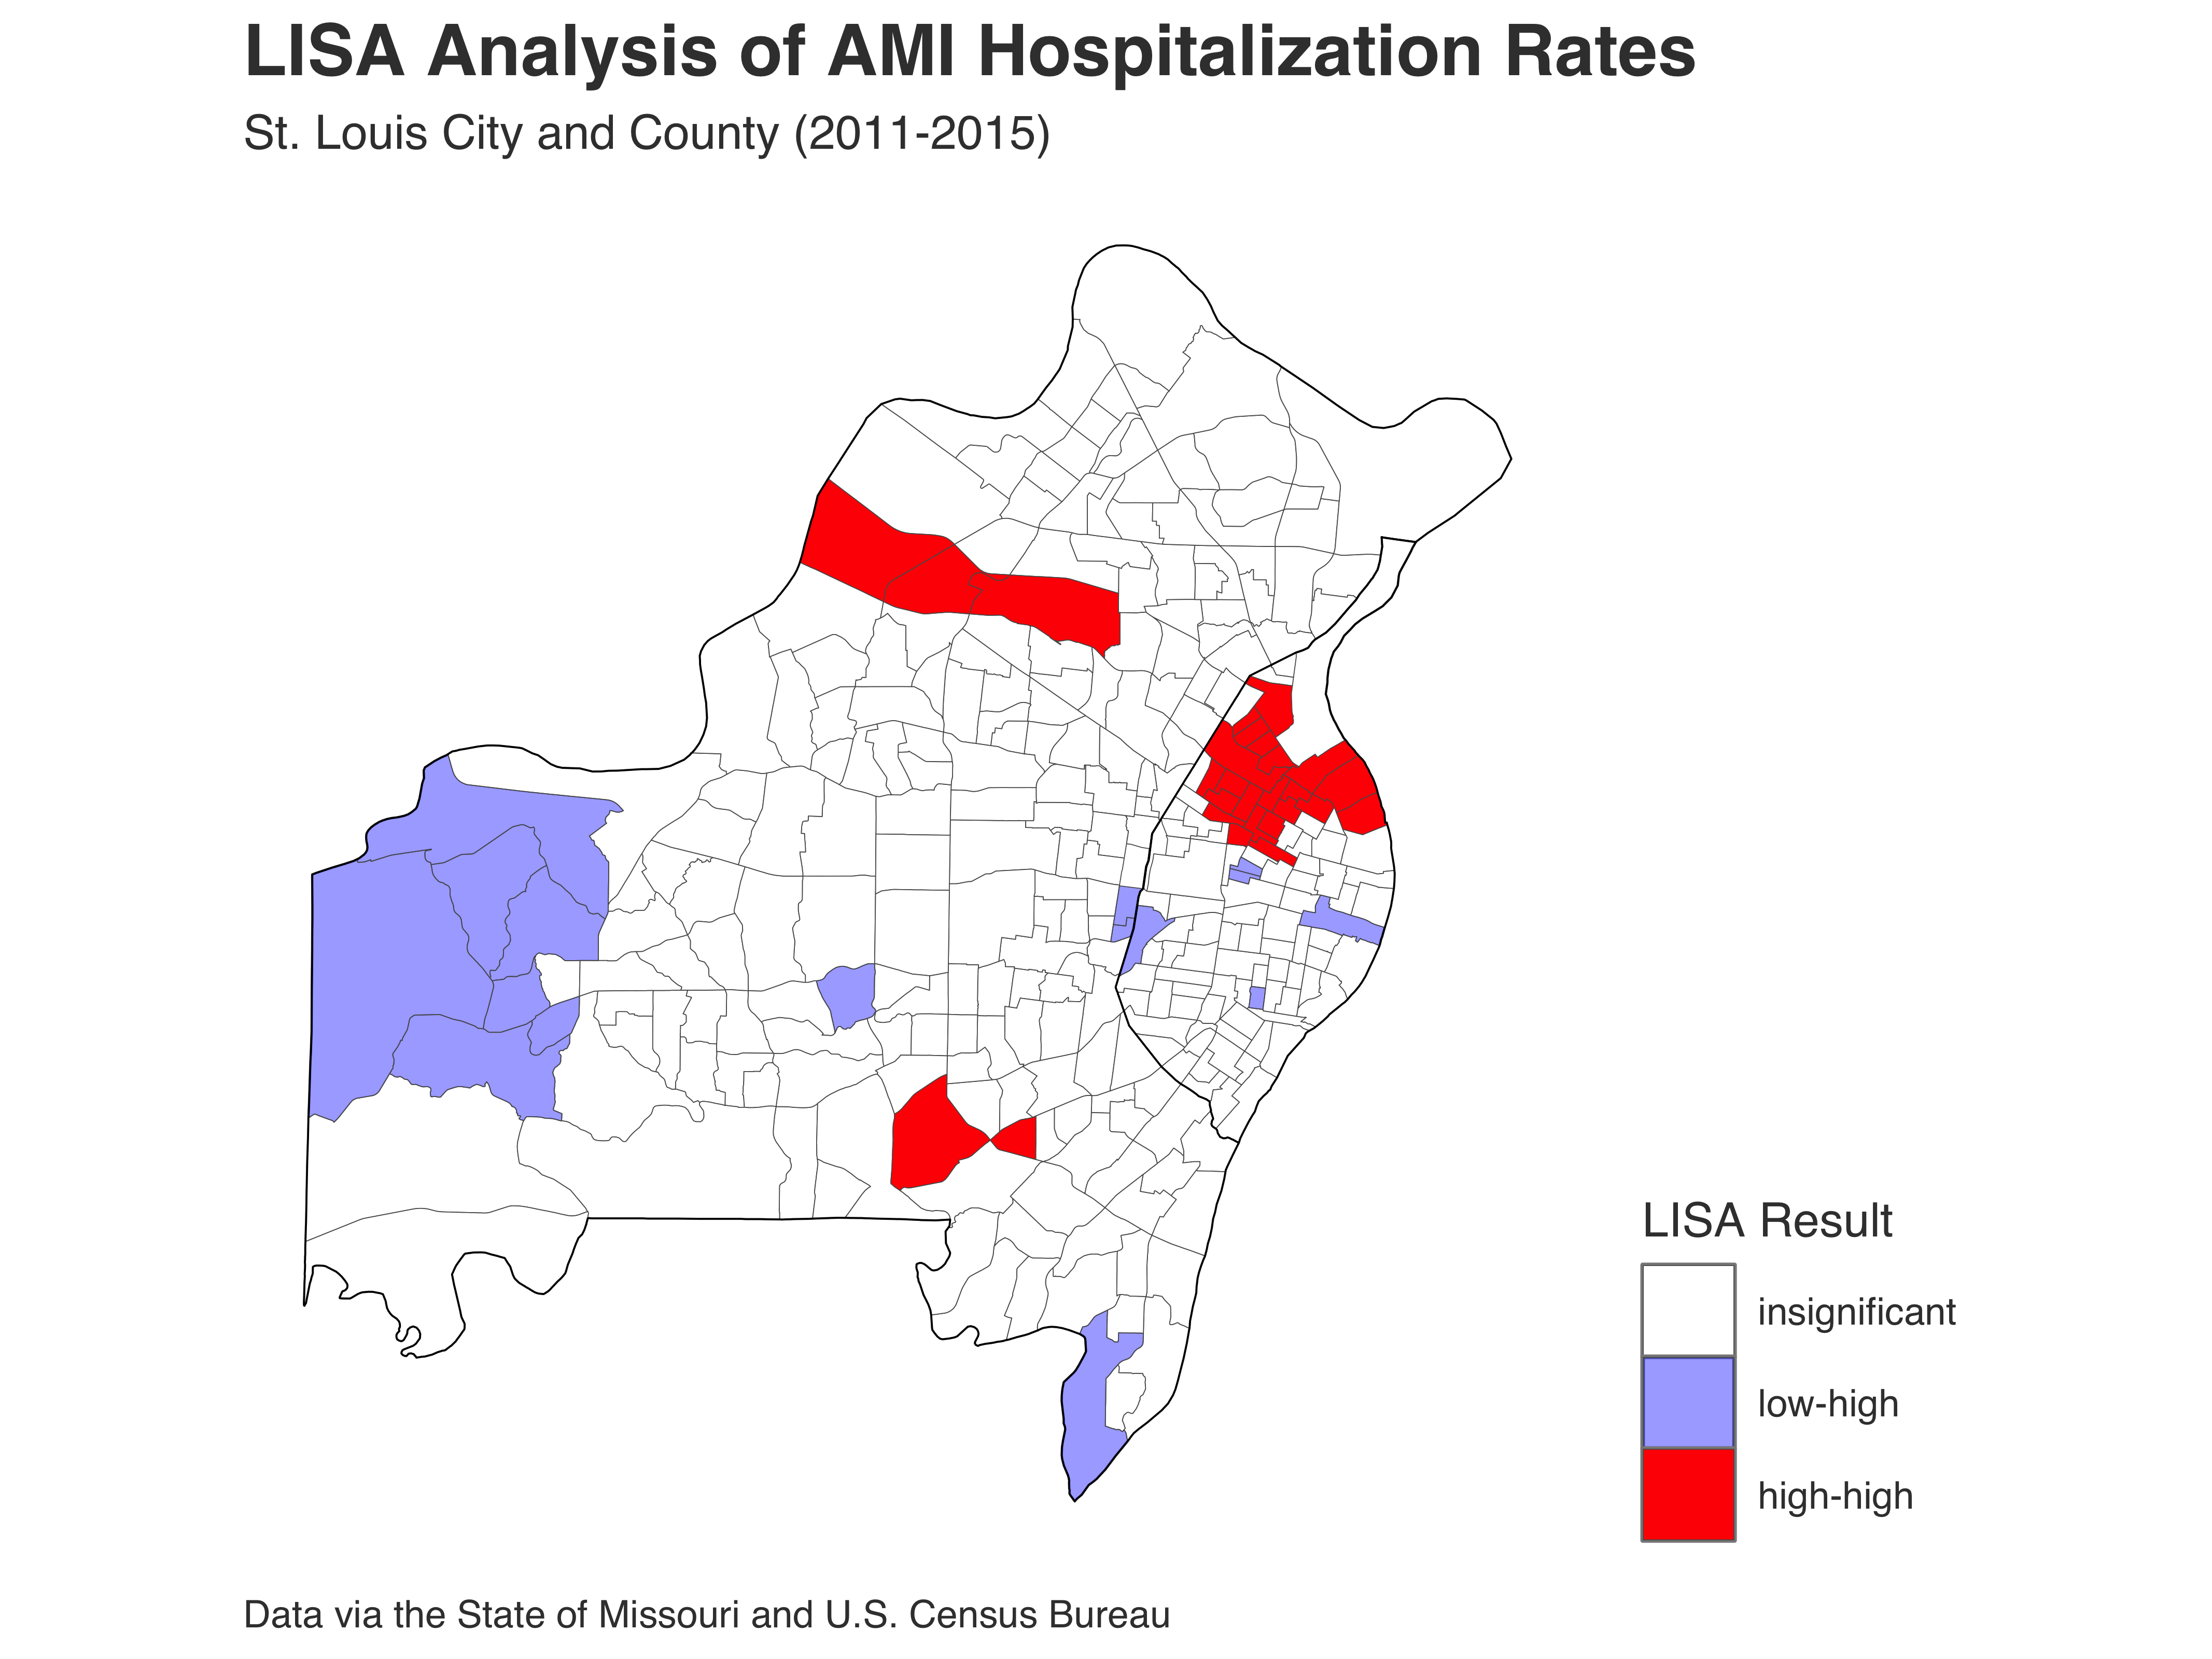 LISA Analysis of AMI Hospitalization Rates
St. Louis City and County (2011-2015)
LISA Result
insignificant
low-high
high-high
Data via the State of Missouri and U.S. Census Bureau